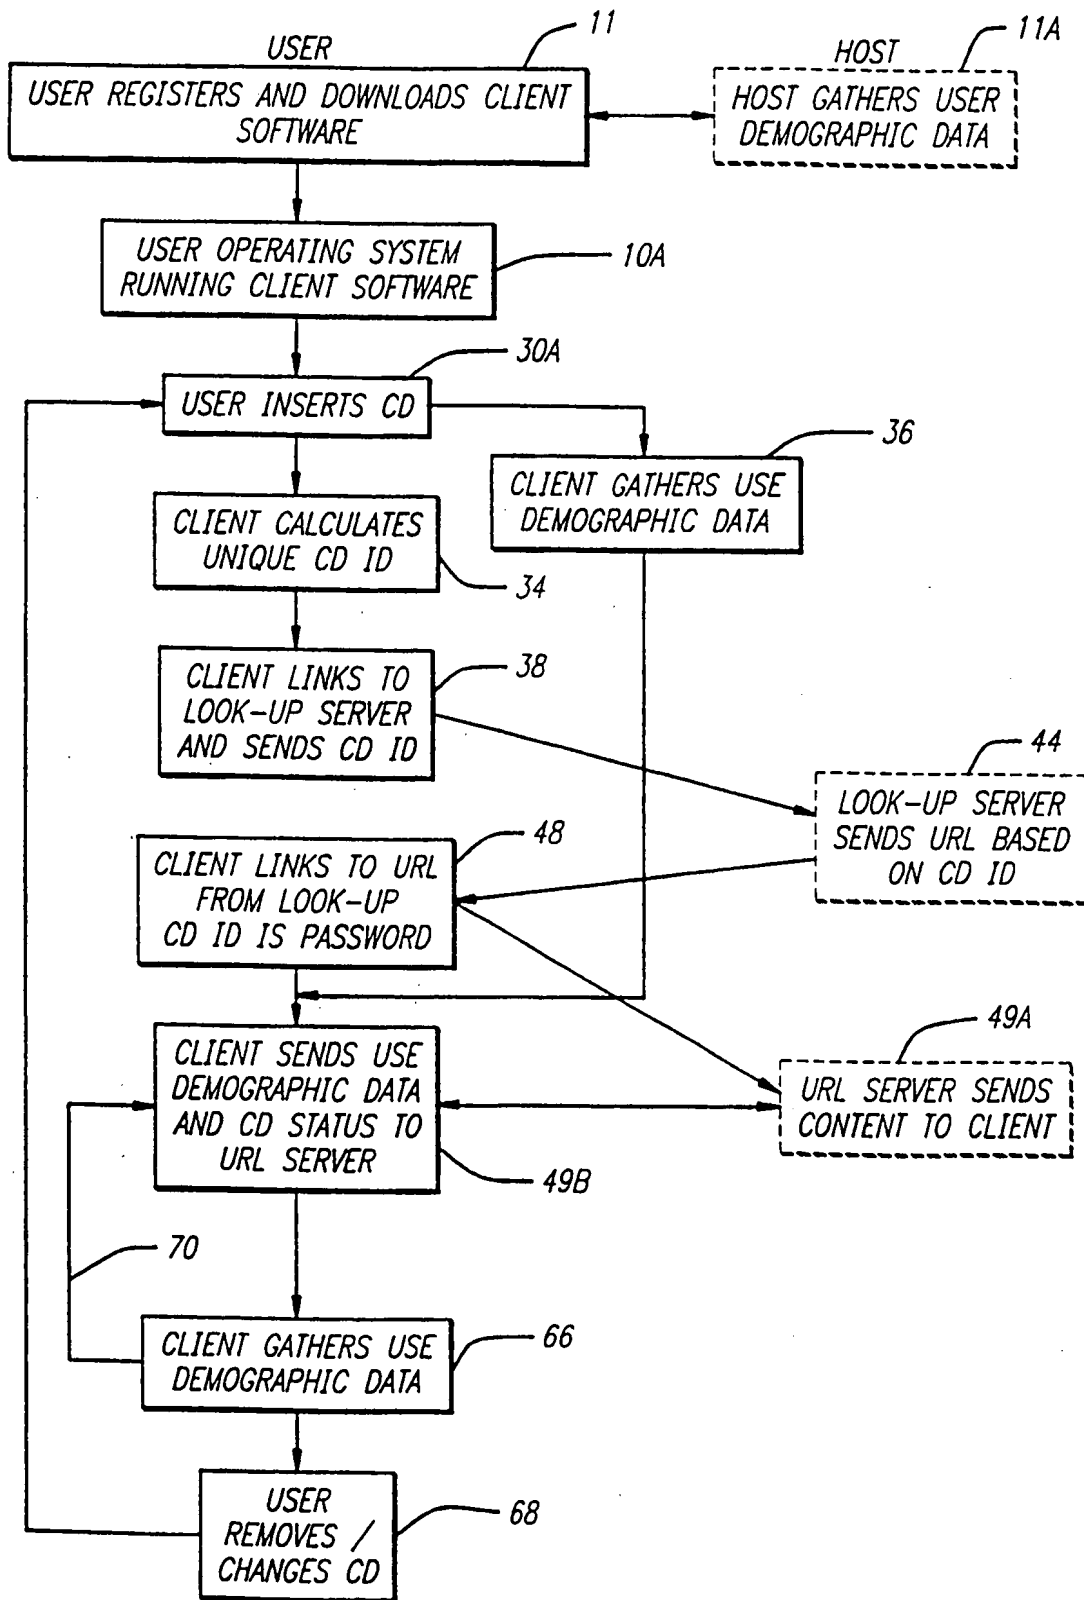 11
11A
USER
HOST
USER REGISTERS AND DOWNLOADS CLIENT
SOFTWARE
HOST GATHERS USER
DEMOGRAPHIC DATA
USER OPERATING SYSTEM
RUNNING CLIENT SOFTWARE
10A
30A
USER INSERTS CD
36
CLIENT GATHERS USE
DEMOGRAPHIC DATA
CLIENT CALCULATES
UNIQUE CD ID
34
38
CLIENT LINKS TO
LOOK-UP SERVER
AND SENDS CD ID
44
LOOK-UP SERVER
SENDS URL BASED
ON CD ID
48
CLIENT LINKS TO URL
FROM LOOK-UP
CD ID IS PASSWORD
49A
CLIENT SENDS USE
DEMOGRAPHIC DATA
AND CD STATUS TO
URL SERVER
URL SERVER SENDS
CONTENT TO CLIENT
49B
70
CLIENT GATHERS USE
DEMOGRAPHIC DATA
66
USER
REMOVES /
CHANGES CD
68